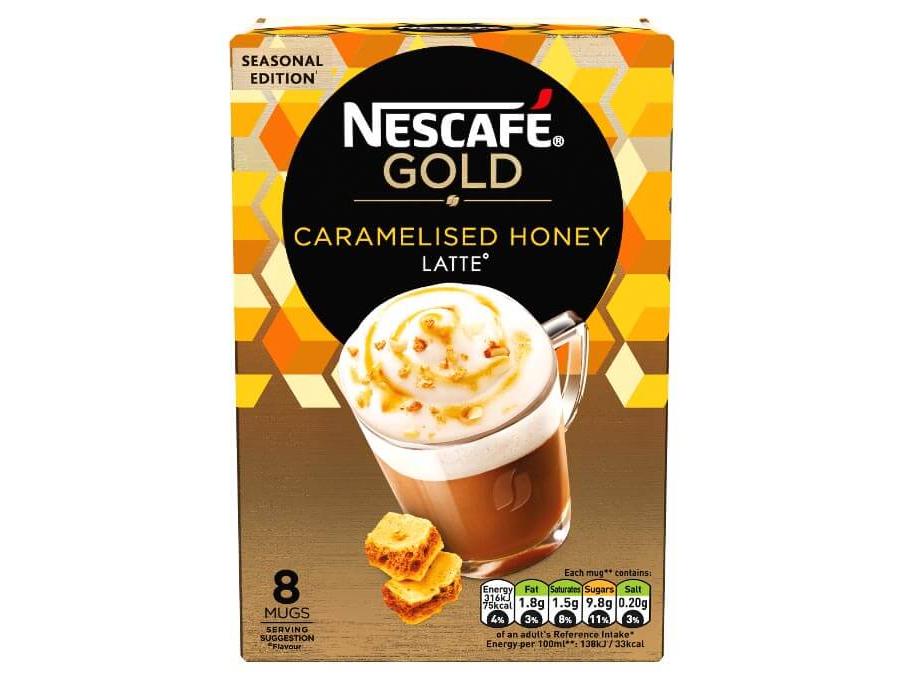 SEASONAL
EDITION'
NESCAFÉ®
GOLD
CARAMELISED HONEY
LATTE°
8
MUGS
SERVING
SUGGESTION
°Flavour
Each mug** contains:
Energy 316kJ 75kcal 4%
Fat 1.8g 3%
Saturates 1.5g 8%
Sugars 9.8g 11%
Salt 0.20g 3%
of an adult's Reference Intake*
Energy per 100ml**: 138kJ / 33kcal